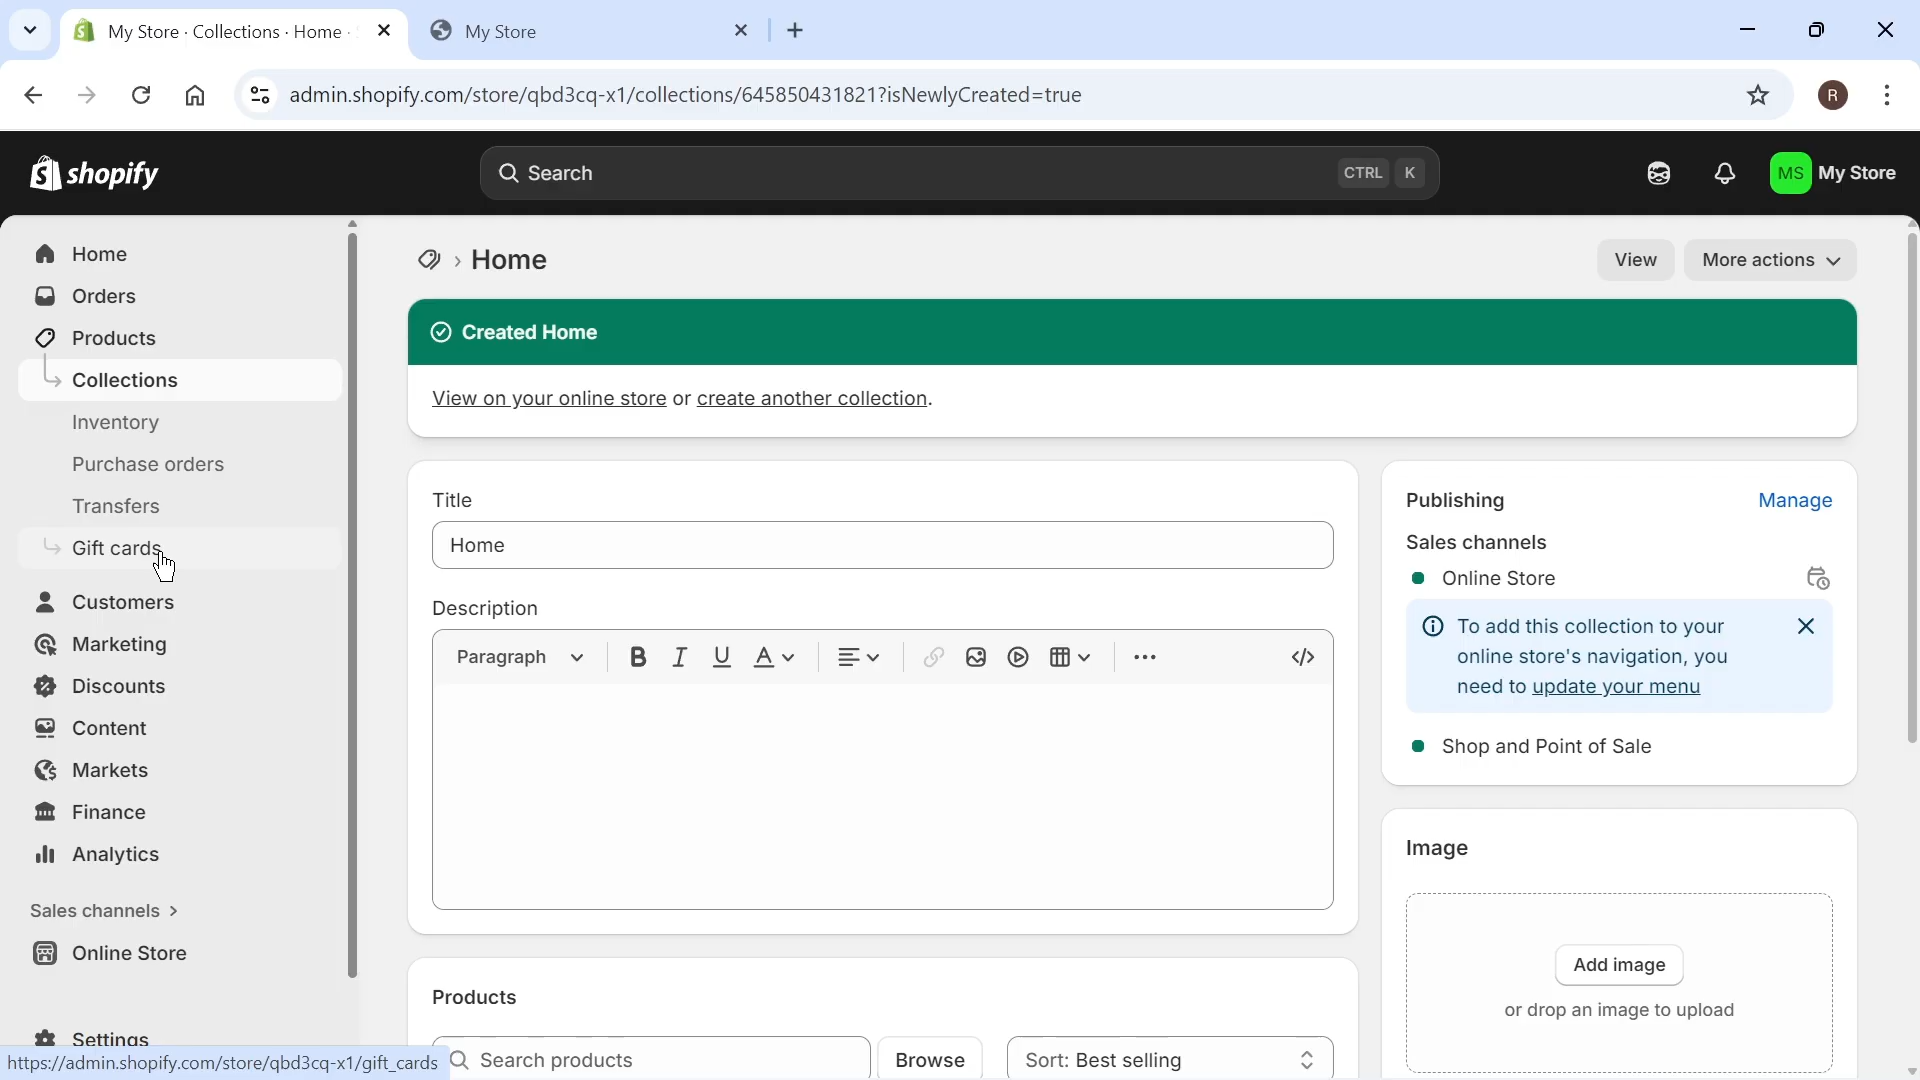 My Store · Collections · Home ·
My Store
admin.shopify.com/store/qbd3cq-x1/collections/645850431821?isNewlyCreated=true
R
shopify
Search
CTRL K
MS My Store
Home
Orders
Products
Collections
Inventory
Purchase orders
Transfers
Gift cards
Customers
Marketing
Discounts
Content
Markets
Finance
Analytics
Sales channels
Online Store
Settings
https://admin.shopify.com/store/qbd3cq-x1/gift_cards
Home
View
More actions
Created Home
View on your online store or create another collection.
Title
Home
Description
Paragraph
B I U A
Products
Search products
Browse
Sort: Best selling
Publishing
Manage
Sales channels
Online Store
To add this collection to your
online store's navigation, you
need to update your menu
Shop and Point of Sale
Image
Add image
or drop an image to upload